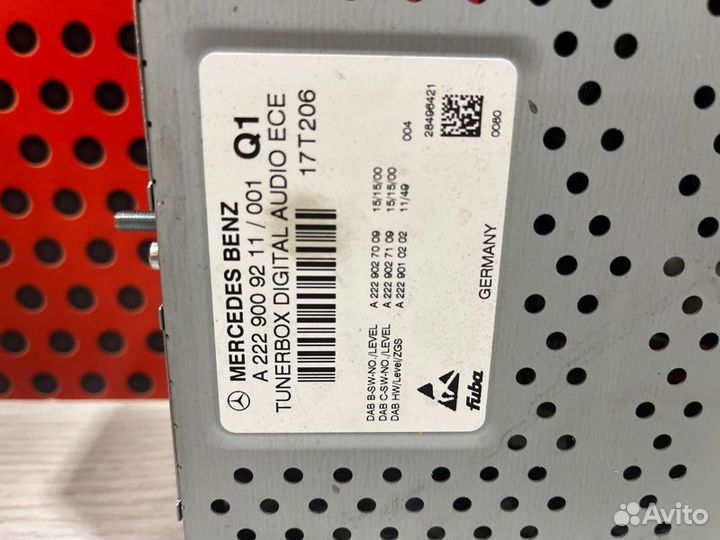 MERCEDES BENZ
A 222 900 92 11 / 001 Q1
TUNERBOX DIGITAL AUDIO ECE
17T206
DAB B-SW-NO./LEVEL A 222 902 70 09 15/15/00
DAB C-SW-NO./LEVEL A 222 902 71 09 15/15/00
DAB HW/Level/ZGS A 222 901 02 02 11/49
004
GERMANY
28496421
0080
fuba
Avito